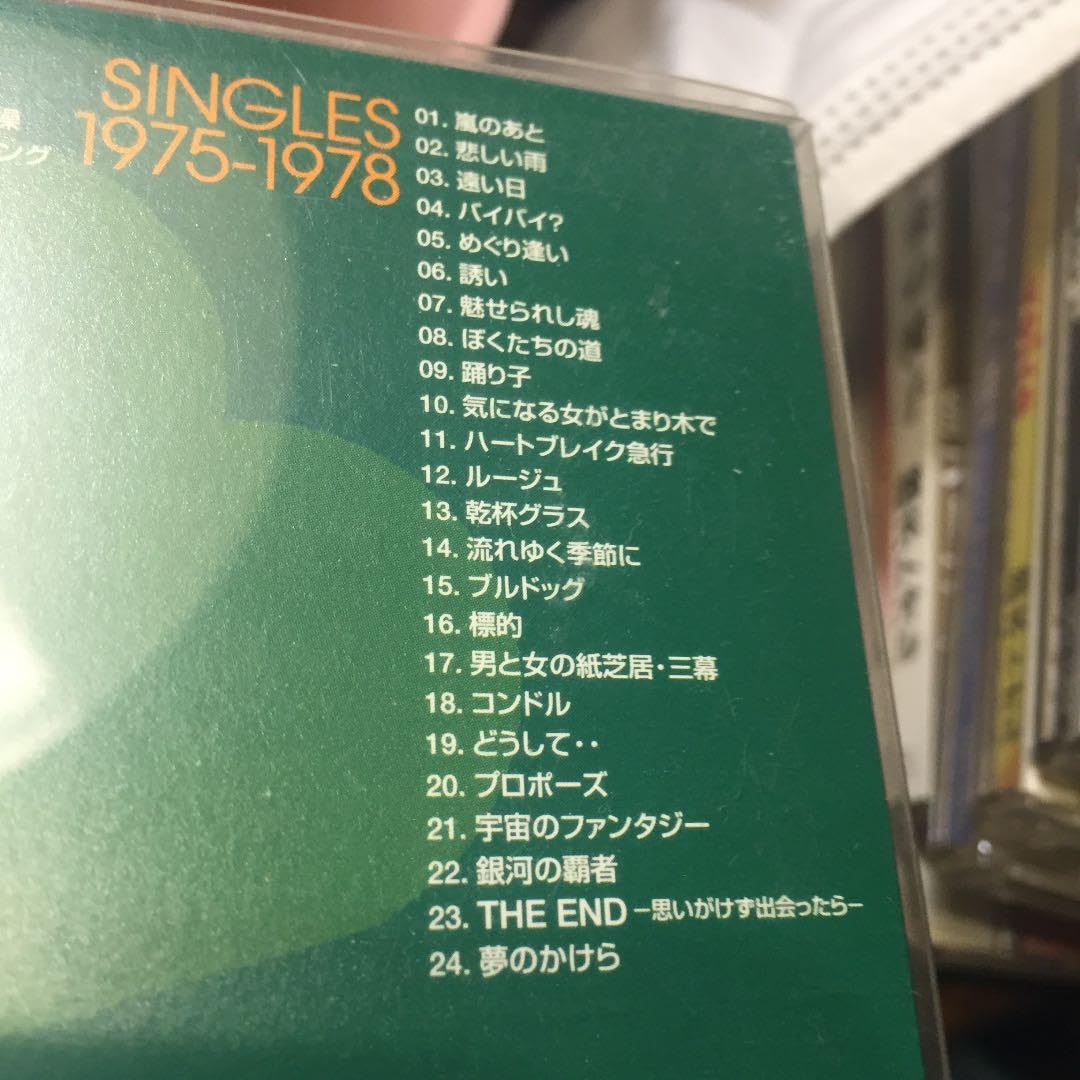 SINGLES
1975-1978
ング
01. 嵐のあと
02. 悲しい雨
03. 遠い日
04. バイバイ?
05. めぐり逢い
06. 誘い
07. 魅せられし魂
08. ぼくたちの道
09. 踊り子
10. 気になる女がとまり木で
11. ハートブレイク急行
12. ルージュ
13. 乾杯グラス
14. 流れゆく季節に
15. ブルドッグ
16. 標的
17. 男と女の紙芝居・三幕
18. コンドル
19. どうして・・
20. プロポーズ
21. 宇宙のファンタジー
22. 銀河の覇者
23. THE END −思いがけず出会ったら−
24. 夢のかけら